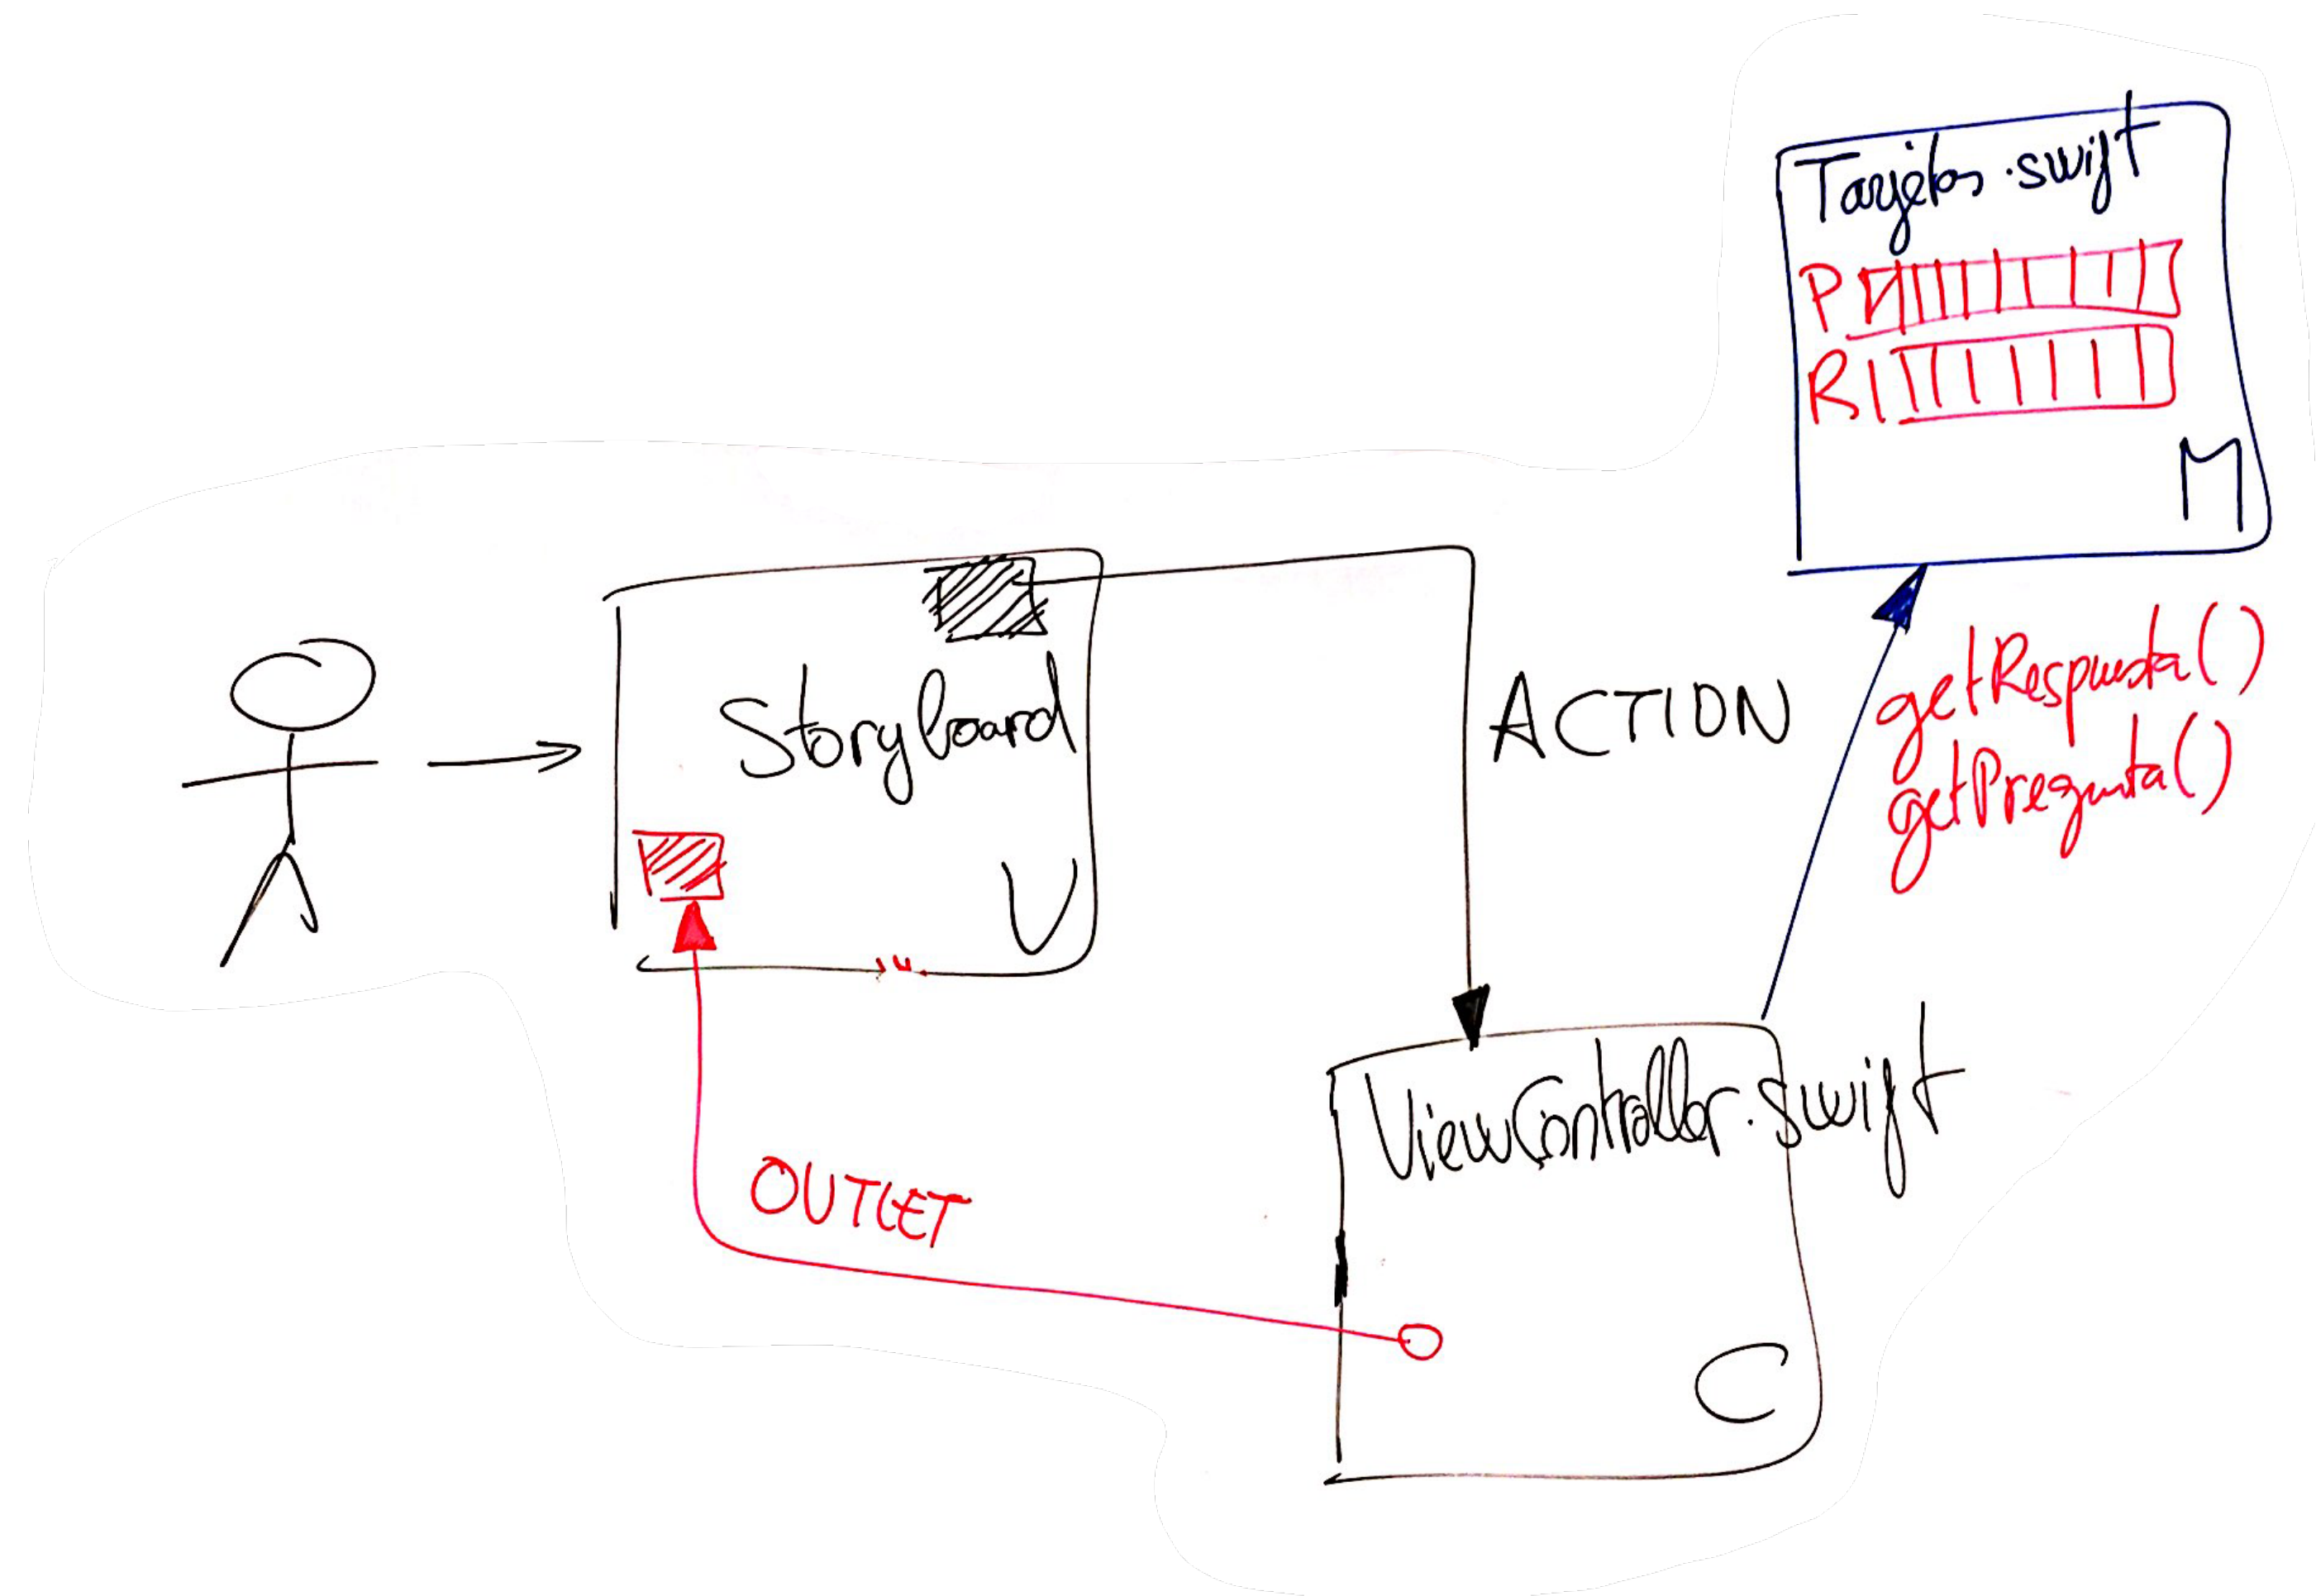 Tarjetas.swift
P
R
M
Storyboard
V
ACTION
getRespuesta()
getPregunta()
OUTLET
ViewController.swift
C